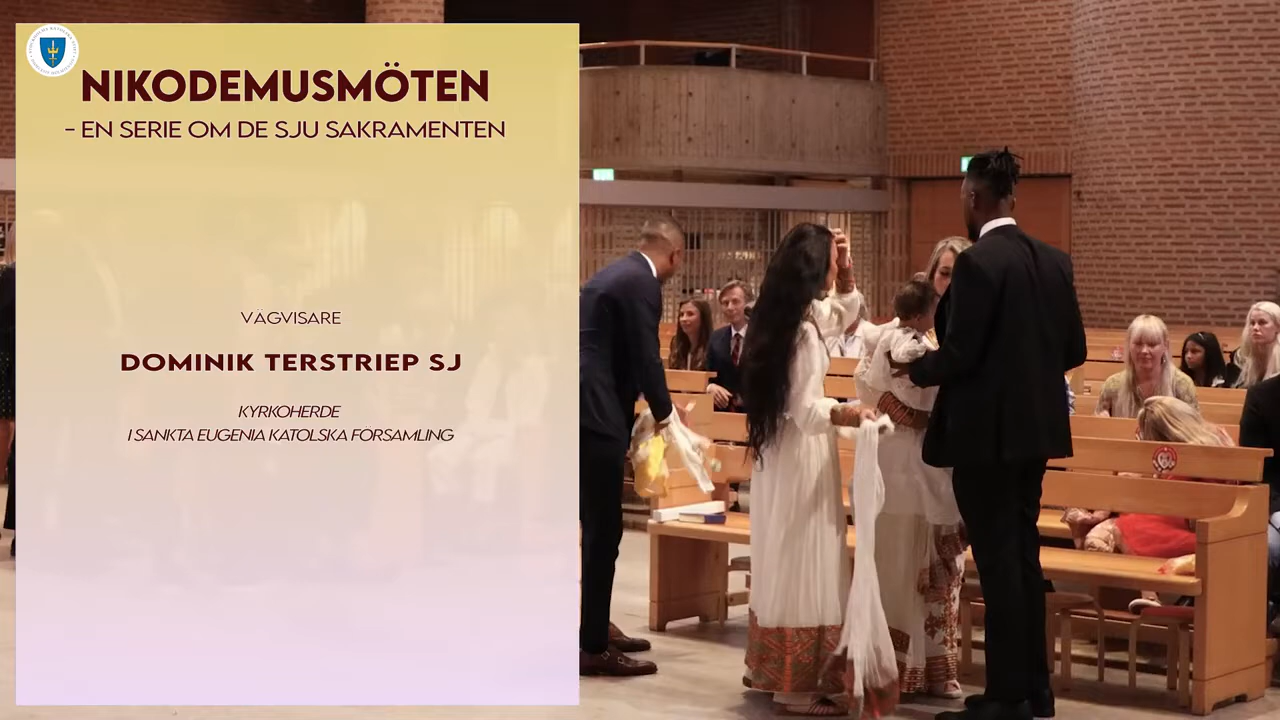 NIKODEMUSMÖTEN
- EN SERIE OM DE SJU SAKRAMENTEN
VÄGVISARE
DOMINIK TERSTRIEP SJ
KYRKOHERDE
I SANKTA EUGENIA KATOLSKA FÖRSAMLING